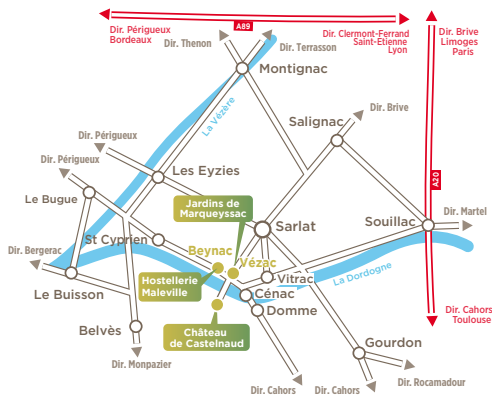 A89
Dir. Périgueux
Bordeaux
Dir. Clermont-Ferrand
Saint-Etienne
Lyon
Dir. Brive
Limoges
Paris
Dir. Thenon
Dir. Terrasson
Montignac
La Vézère
Salignac
Dir. Brive
Dir. Périgueux
Dir. Périgueux
Les Eyzies
A20
Le Bugue
Jardins de
Marqueyssac
Sarlat
Souillac
Dir. Martel
St Cyprien
Beynac
Vézac
Dir. Bergerac
Hostellerie
Maleville
Vitrac
La Dordogne
Le Buisson
Cénac
Domme
Dir. Cahors
Toulouse
Belvès
Château
de Castelnaud
Gourdon
Dir. Monpazier
Dir. Cahors
Dir. Cahors
Dir. Rocamadour